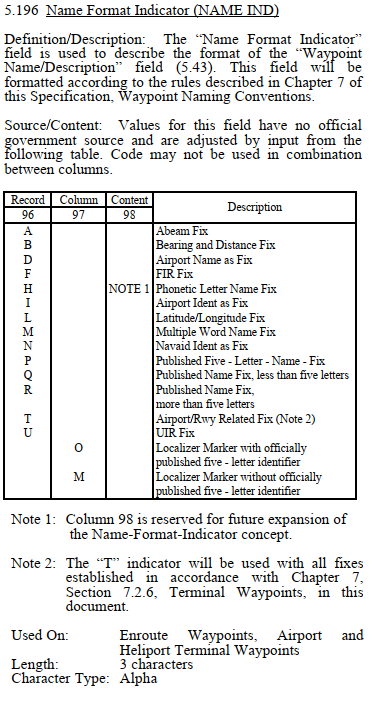 5.196 Name Format Indicator (NAME IND)
Definition/Description: The “Name Format Indicator”
field is used to describe the format of the “Waypoint
Name/Description” field (5.43). This field will be
formatted according to the rules described in Chapter 7 of
this Specification, Waypoint Naming Conventions.
Source/Content: Values for this field have no official
government source and are adjusted by input from the
following table. Code may not be used in combination
between columns.
Record Column Content Description
96 97 98
A Abeam Fix
B Bearing and Distance Fix
D Airport Name as Fix
F FIR Fix
H NOTE 1 Phonetic Letter Name Fix
I Airport Ident as Fix
L Latitude/Longitude Fix
M Multiple Word Name Fix
N Navaid Ident as Fix
P Published Five - Letter - Name - Fix
Q Published Name Fix, less than five letters
R Published Name Fix,
more than five letters
T Airport/Rwy Related Fix (Note 2)
U UIR Fix
O Localizer Marker with officially
published five - letter identifier
M Localizer Marker without officially
published five - letter identifier
Note 1: Column 98 is reserved for future expansion of
the Name-Format-Indicator concept.
Note 2: The “T” indicator will be used with all fixes
established in accordance with Chapter 7,
Section 7.2.6, Terminal Waypoints, in this
document.
Used On: Enroute Waypoints, Airport and
Heliport Terminal Waypoints
Length: 3 characters
Character Type: Alpha